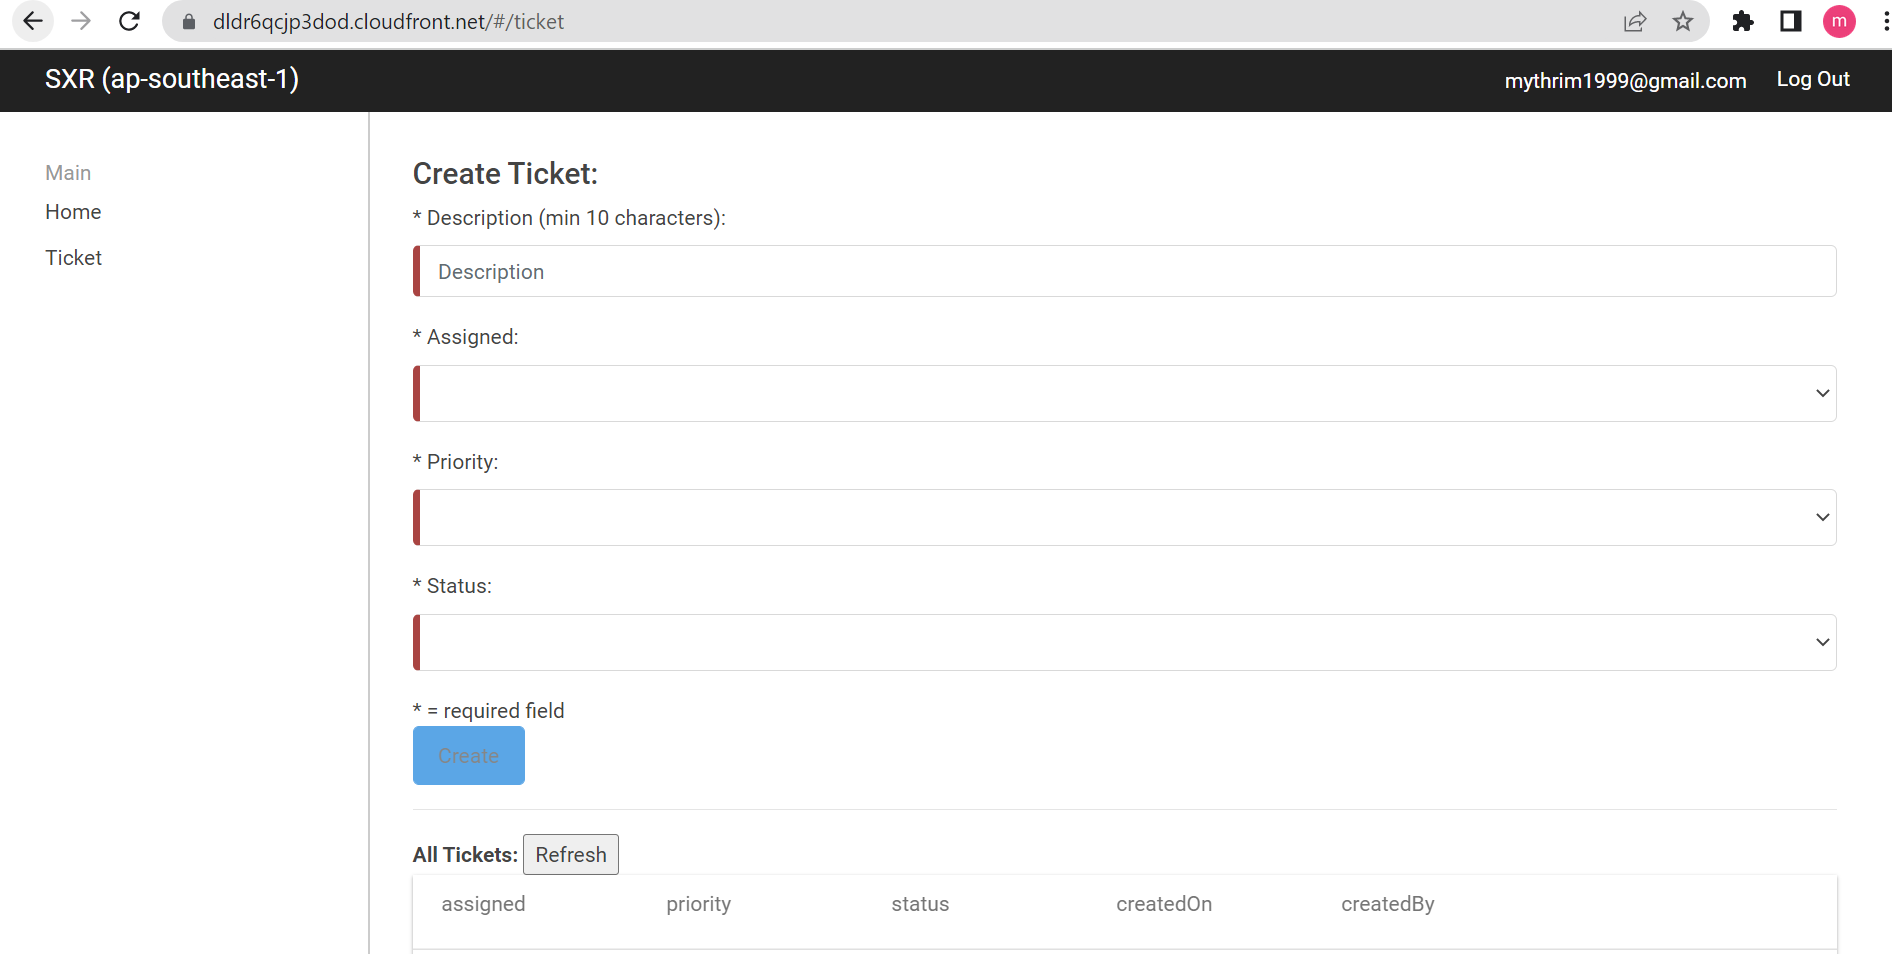 dldr6qcjp3dod.cloudfront.net/#/ticket
m
SXR (ap-southeast-1)
mythrim1999@gmail.com
Log Out
Main
Home
Ticket
Create Ticket:
* Description (min 10 characters):
Description
* Assigned:
* Priority:
* Status:
* = required field
Create
All Tickets: Refresh
assigned priority status createdOn createdBy